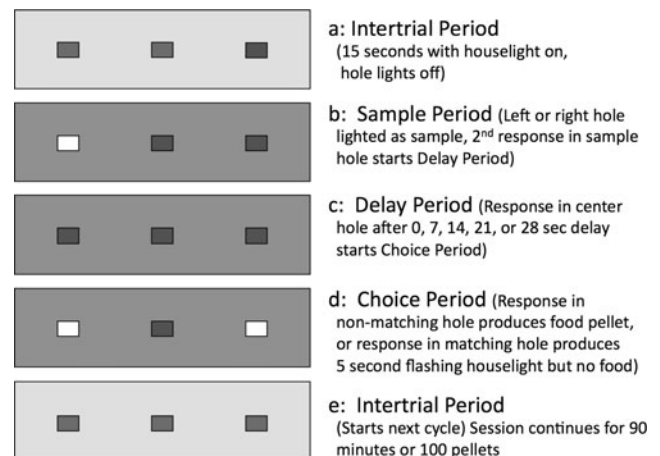 a: Intertrial Period
(15 seconds with houselight on,
hole lights off)
b: Sample Period (Left or right hole
lighted as sample, 2nd response in sample
hole starts Delay Period)
c: Delay Period (Response in center
hole after 0, 7, 14, 21, or 28 sec delay
starts Choice Period)
d: Choice Period (Response in
non-matching hole produces food pellet,
or response in matching hole produces
5 second flashing houselight but no food)
e: Intertrial Period
(Starts next cycle) Session continues for 90
minutes or 100 pellets